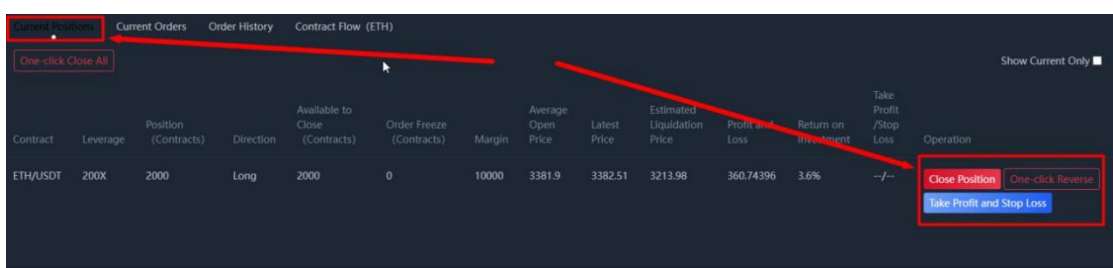 Current Positions Current Orders Order History Contract Flow (ETH)
One-click Close All Show Current Only
Contract Leverage Position (Contracts) Direction Available to Close (Contracts) Order Freeze (Contracts) Margin Average Open Price Latest Price Estimated Liquidation Price Profit and Loss Return on Investment Take Profit /Stop Loss Operation
ETH/USDT 200X 2000 Long 2000 0 10000 3381.9 3382.51 3213.98 360.74396 3.6% --/-- Close Position One-click Reverse
Take Profit and Stop Loss